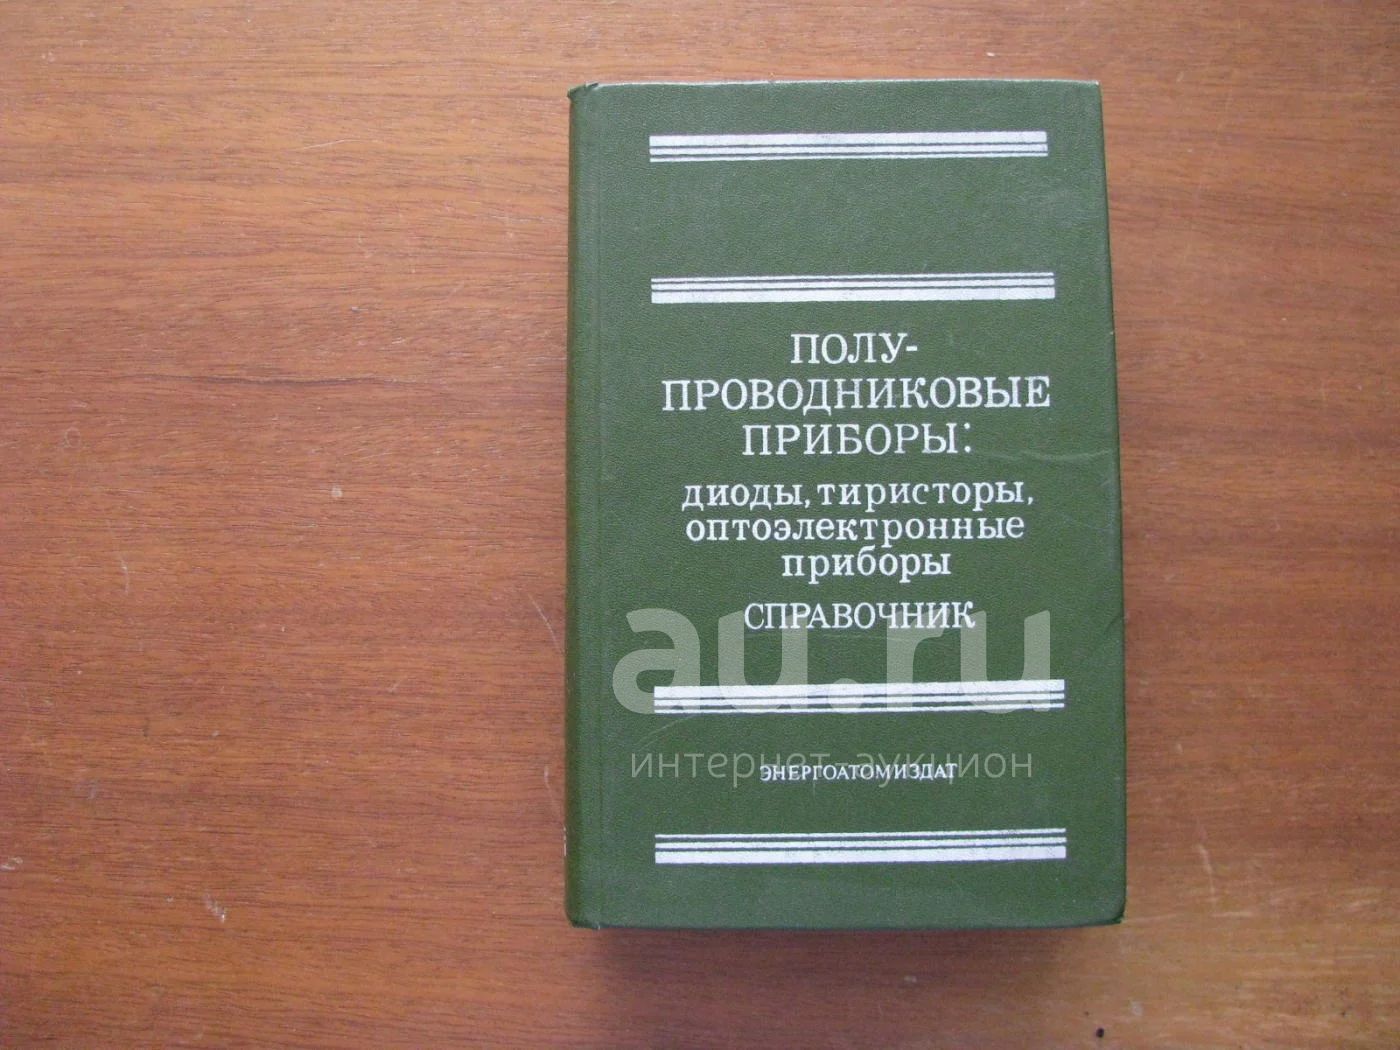 ПОЛУ-
ПРОВОДНИКОВЫЕ
ПРИБОРЫ:
диоды, тиристоры,
оптоэлектронные
приборы
СПРАВОЧНИК
au.ru
интернет-аукцион
ЭНЕРГОАТОМИЗДАТ